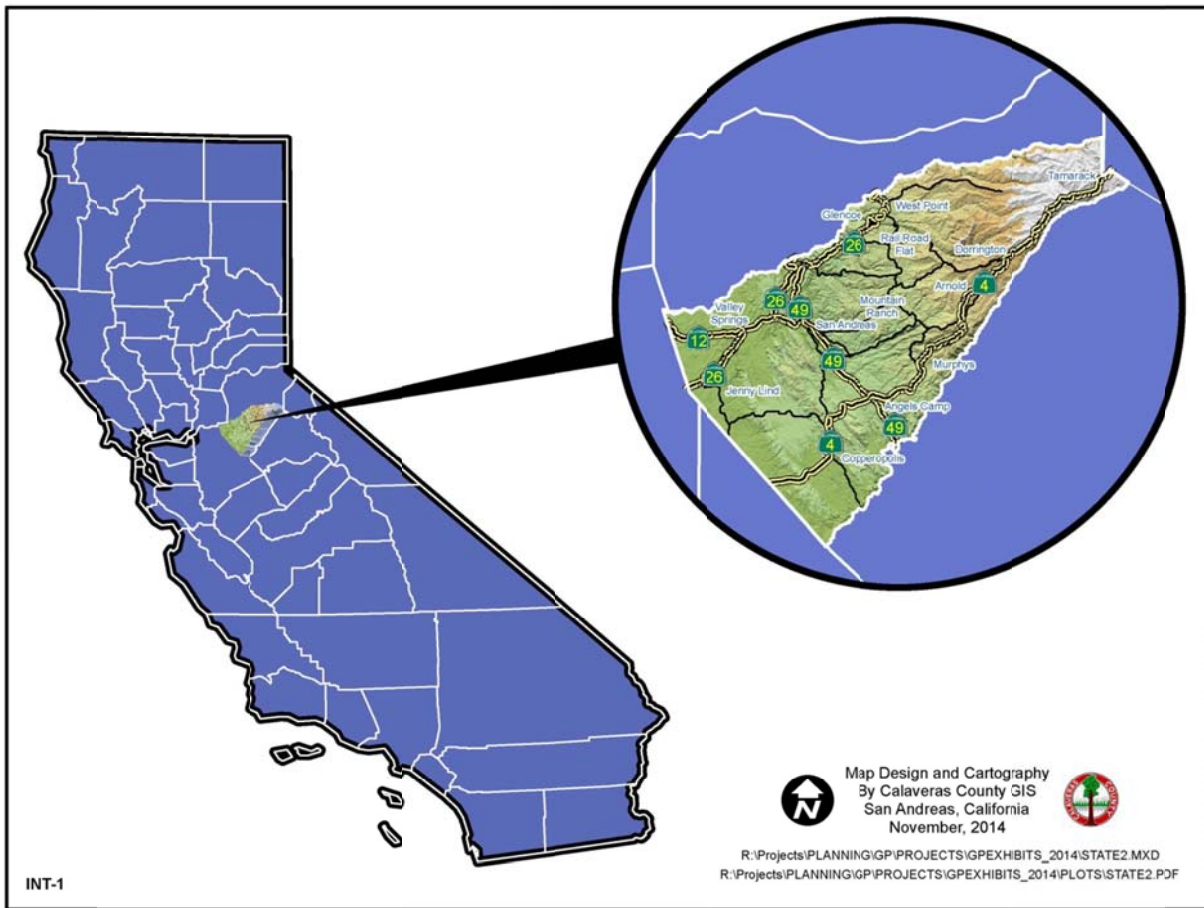 Tamarack
West Point
Glencoe
26
Rail Road
Flat
Dorrington
Arnold
4
Valley
Springs
26
49
Mountain
Ranch
San Andreas
12
49
Murphys
26
Jenny Lind
Angels Camp
49
4
Copperopolis
Map Design and Cartography
By Calaveras County GIS
San Andreas, California
November, 2014
CALAVERAS COUNTY
R:\Projects\PLANNING\GP\PROJECTS\GPEXHIBITS_2014\STATE2.MXD
R:\Projects\PLANNING\GP\PROJECTS\GPEXHIBITS_2014\PLOTS\STATE2.PDF
N
INT-1